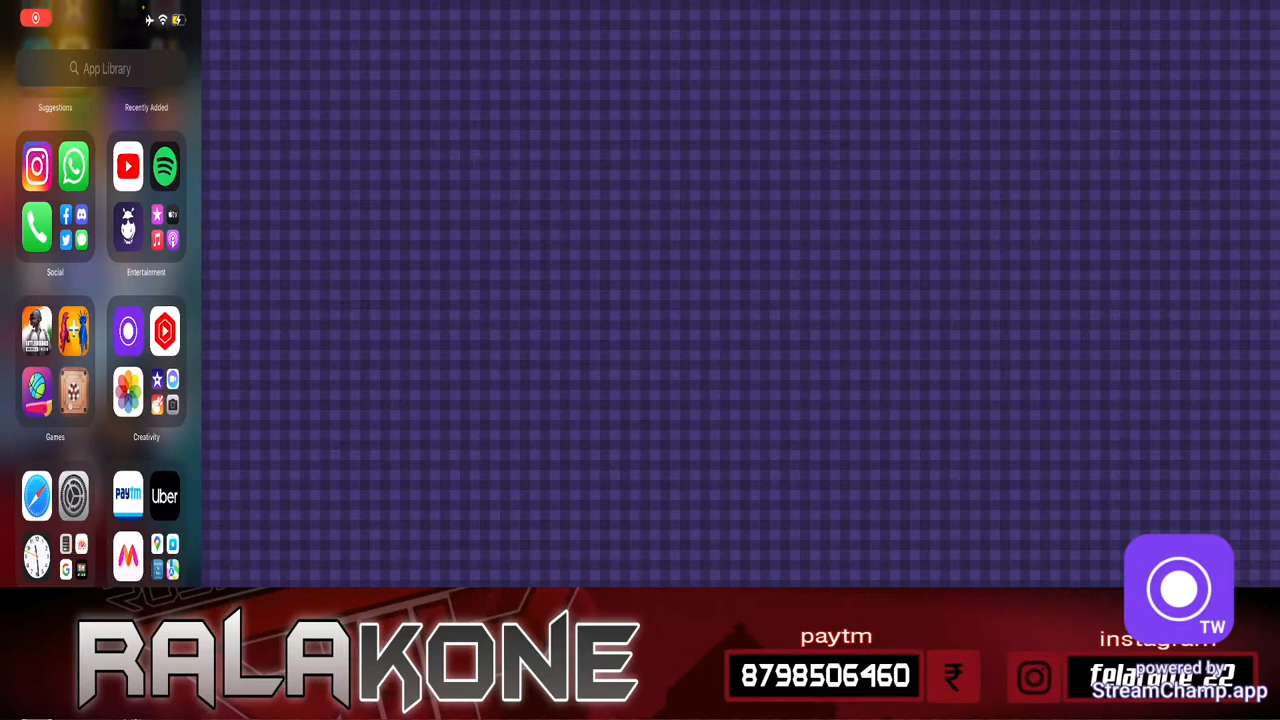 App Library
Suggestions
Recently Added
Social
Entertainment
Games
Creativity
paytm
Uber
RALAKONE
paytm
8798506460
₹
TW
powered by
StreamChamp.app